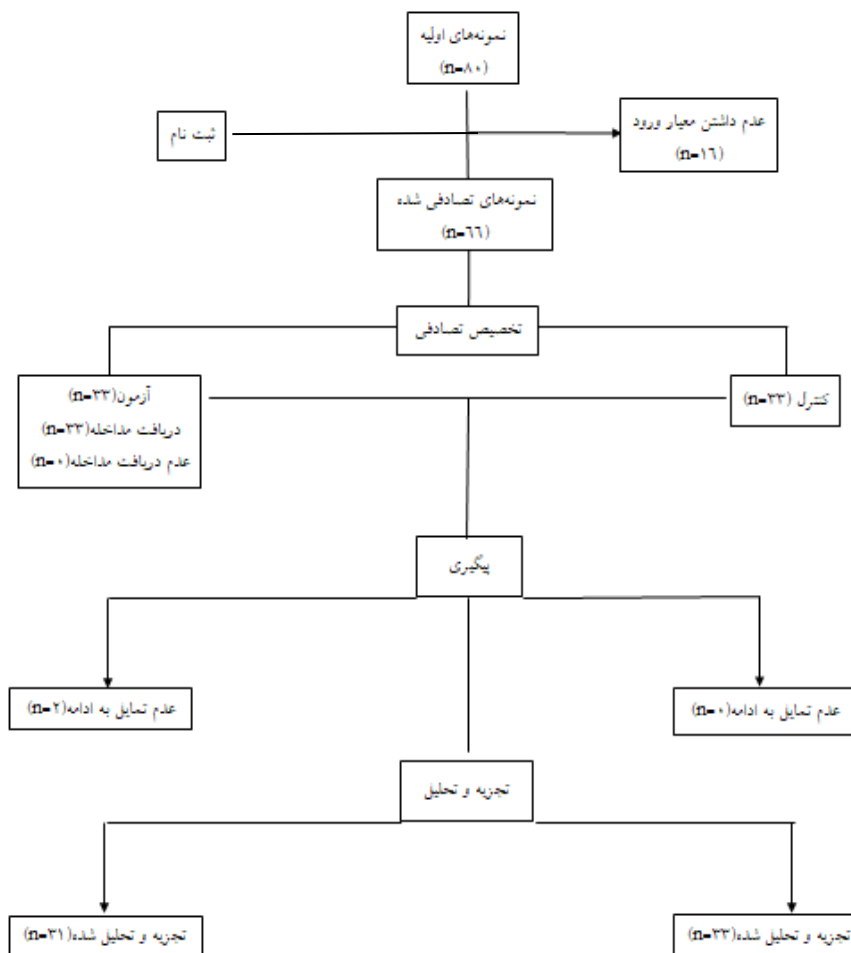 نمونه‌های اولیه
(n=۸۰)
ثبت نام
عدم داشتن معیار ورود
(n=۱٦)
نمونه‌های تصادفی شده
(n=٦٦)
تخصیص تصادفی
کنترل (n=۳۳)
آزمون(n=۳۳)
دریافت مداخله(n=۳۳)
عدم دریافت مداخله(n=۰)
پیگیری
عدم تمایل به ادامه(n=۰)
عدم تمایل به ادامه(n=۲)
تجزیه و تحلیل
تجزیه و تحلیل شده(n=۳۳)
تجزیه و تحلیل شده(n=۳۱)